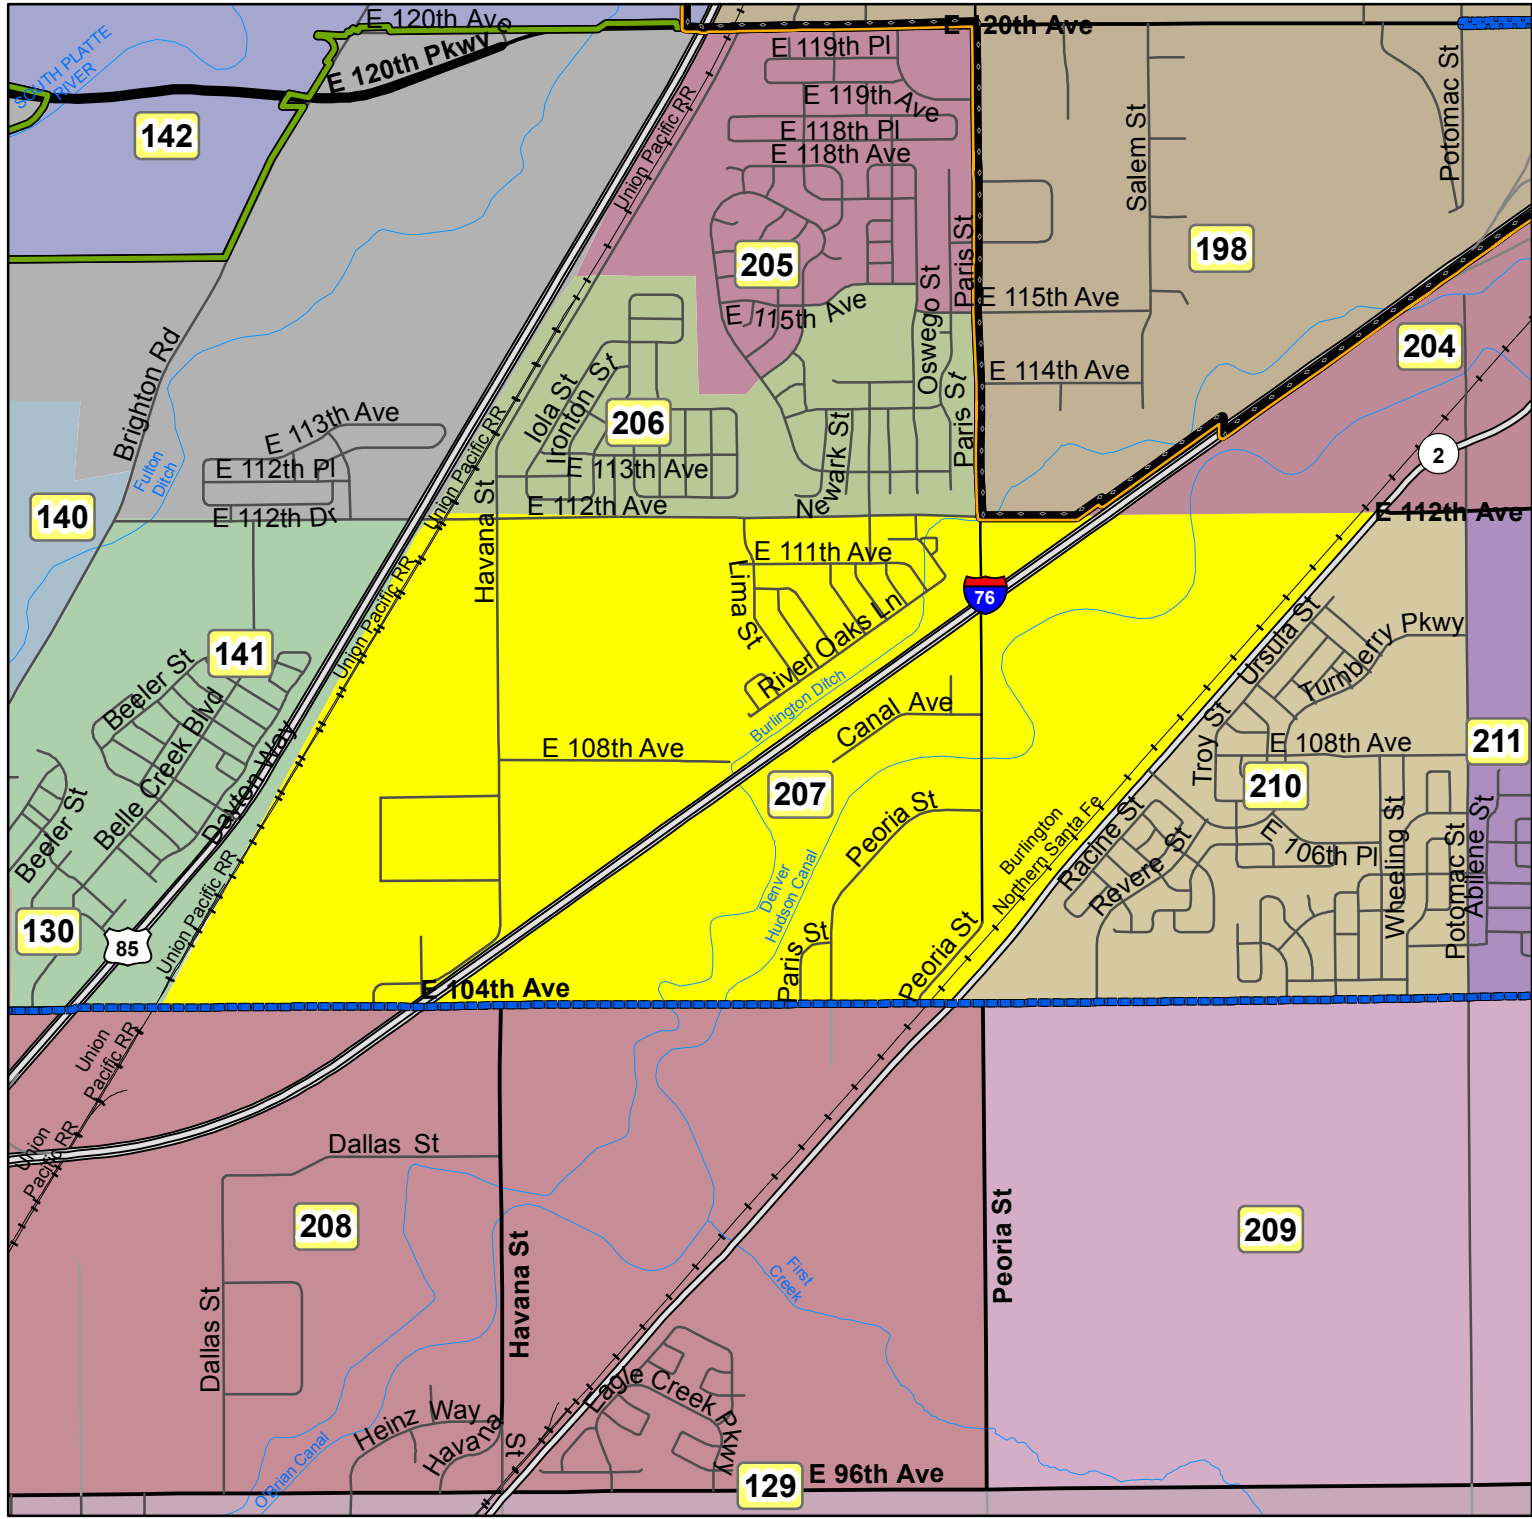 E 120th Ave
E 120th Ave
E 120th Pkwy
SOUTH PLATTE
RIVER
142
E 119th Pl
E 119th Ave
E 118th Pl
E 118th Ave
Union Pacific RR
Salem St
Potomac St
205
198
Paris St
Oswego St
E 115th Ave
E 115th Ave
204
Brighton Rd
Iola St
Ironton St
E 114th Ave
Paris St
206
E 113th Ave
E 113th Ave
Newark St
2
Fulton
Ditch
E 112th Pl
Union Pacific RR
Havana St
E 112th Ave
E 112th Ave
140
E 112th Dr
E 111th Ave
Lima St
76
River Oaks Ln
Union Pacific RR
Ursula St
Turnberry Pkwy
141
Beeler St
Belle Creek Blvd
Burlington Ditch
Canal Ave
Troy St
E 108th Ave
E 108th Ave
211
Dayton Way
207
210
Beeler St
Peoria St
Burlington
Northern Santa Fe
Racine St
Revere St
E 106th Pl
Wheeling St
Potomac St
Abilene St
Denver
Hudson Canal
130
85
Union Pacific RR
Paris St
Peoria St
E 104th Ave
Union
Pacific RR
Union
Pacific RR
Dallas St
208
Havana St
Peoria St
209
First
Creek
Dallas St
Eagle Creek Pkwy
Heinz Way
Havana St
O'Brian Canal
129
E 96th Ave